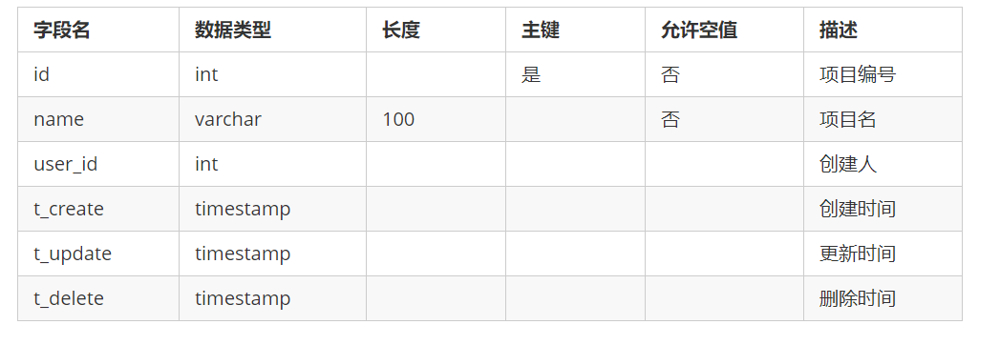 字段名 数据类型 长度 主键 允许空值 描述
id int 是 否 项目编号
name varchar 100 否 项目名
user_id int 创建人
t_create timestamp 创建时间
t_update timestamp 更新时间
t_delete timestamp 删除时间